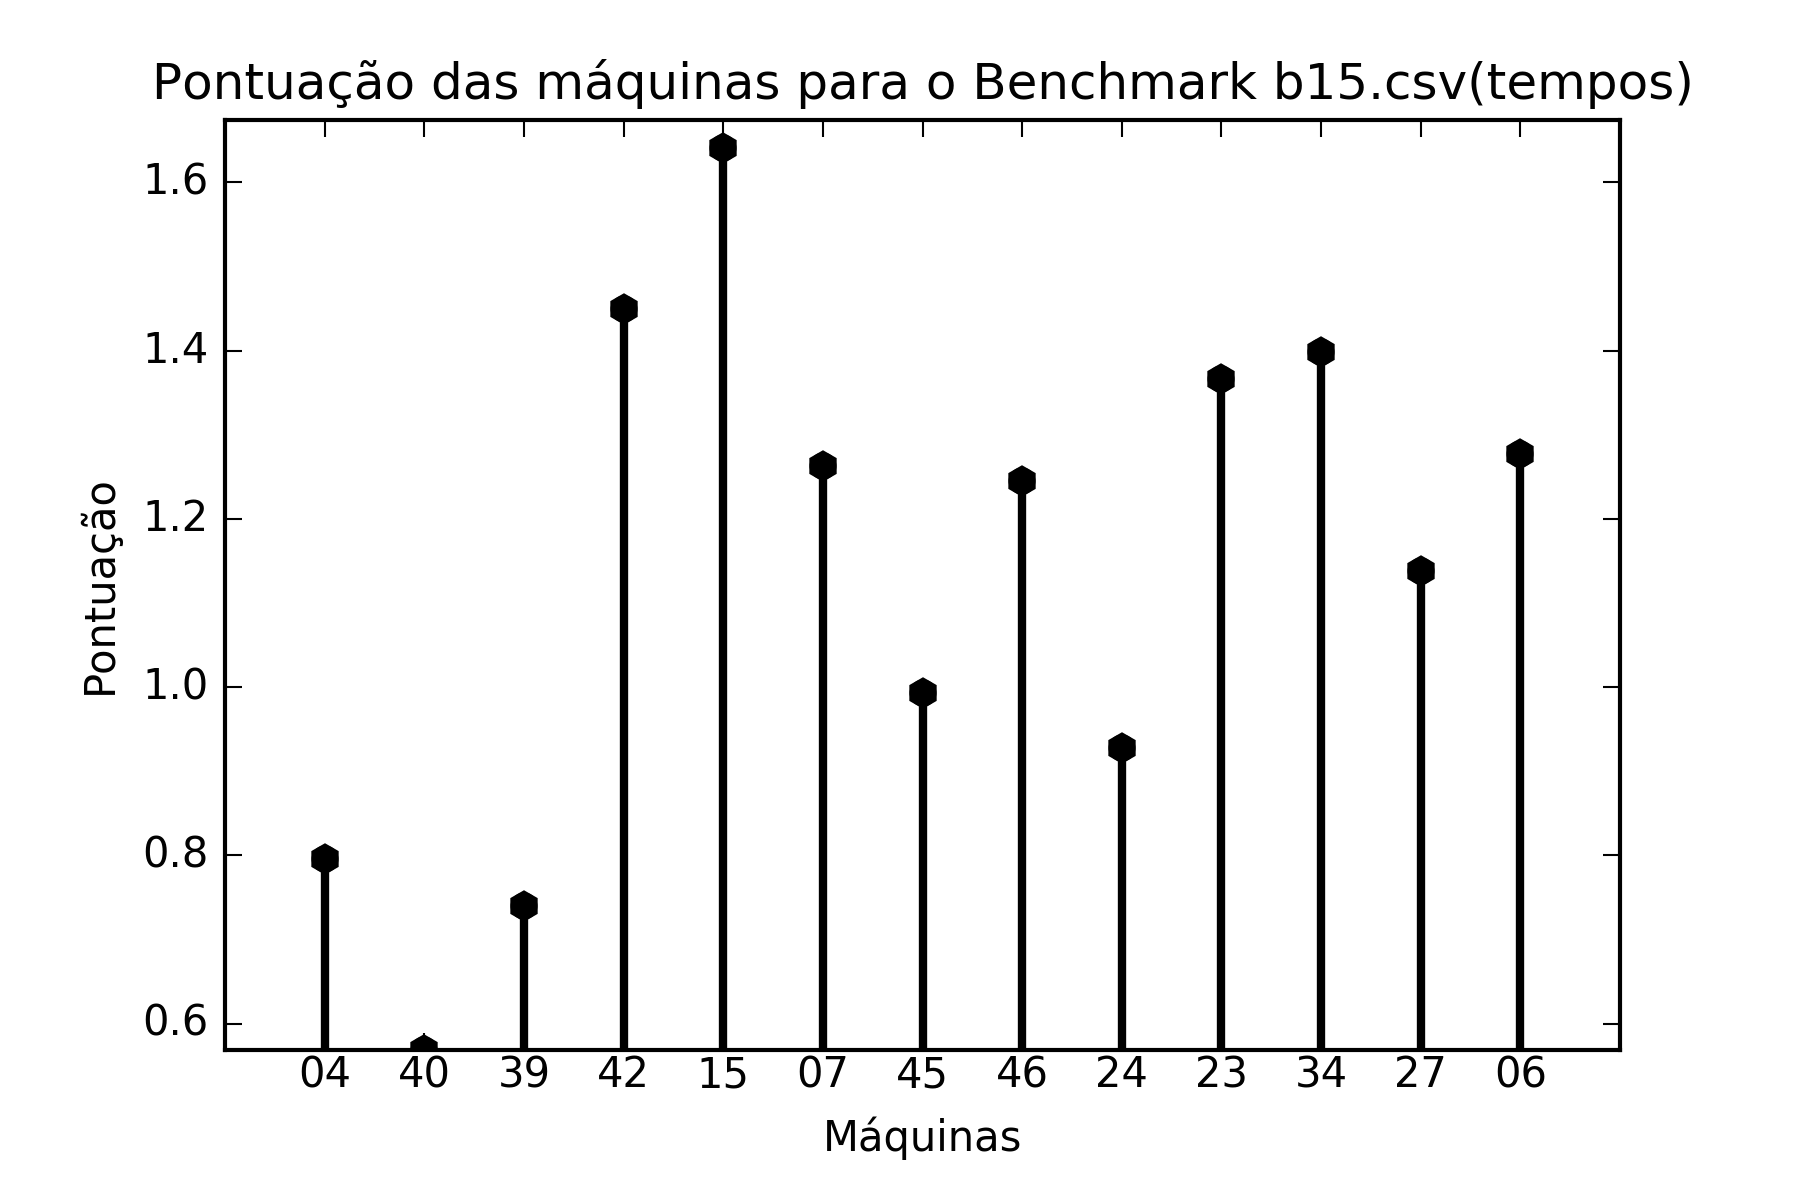 Pontuação das máquinas para o Benchmark b15.csv(tempos)
1.6
1.4
1.2
1.0
0.8
0.6
Pontuação
04 40 39 42 15 07 45 46 24 23 34 27 06
Máquinas